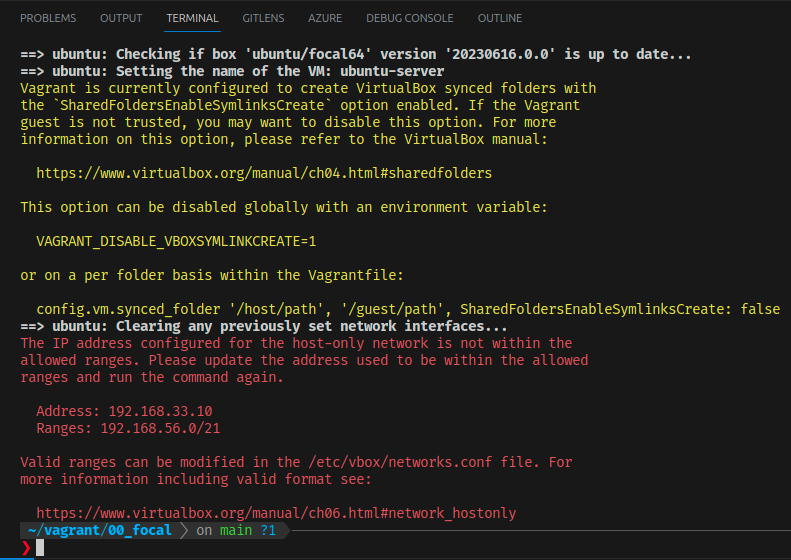 PROBLEMS OUTPUT TERMINAL GITLENS AZURE DEBUG CONSOLE OUTLINE
==> ubuntu: Checking if box 'ubuntu/focal64' version '20230616.0.0' is up to date...
==> ubuntu: Setting the name of the VM: ubuntu-server
Vagrant is currently configured to create VirtualBox synced folders with
the `SharedFoldersEnableSymlinksCreate` option enabled. If the Vagrant
guest is not trusted, you may want to disable this option. For more
information on this option, please refer to the VirtualBox manual:
https://www.virtualbox.org/manual/ch04.html#sharedfolders
This option can be disabled globally with an environment variable:
VAGRANT_DISABLE_VBOXSYMLINKCREATE=1
or on a per folder basis within the Vagrantfile:
config.vm.synced_folder '/host/path', '/guest/path', SharedFoldersEnableSymlinksCreate: false
==> ubuntu: Clearing any previously set network interfaces...
The IP address configured for the host-only network is not within the
allowed ranges. Please update the address used to be within the allowed
ranges and run the command again.
Address: 192.168.33.10
Ranges: 192.168.56.0/21
Valid ranges can be modified in the /etc/vbox/networks.conf file. For
more information including valid format see:
https://www.virtualbox.org/manual/ch06.html#network_hostonly
~/vagrant/00_focal on main ?1
❯